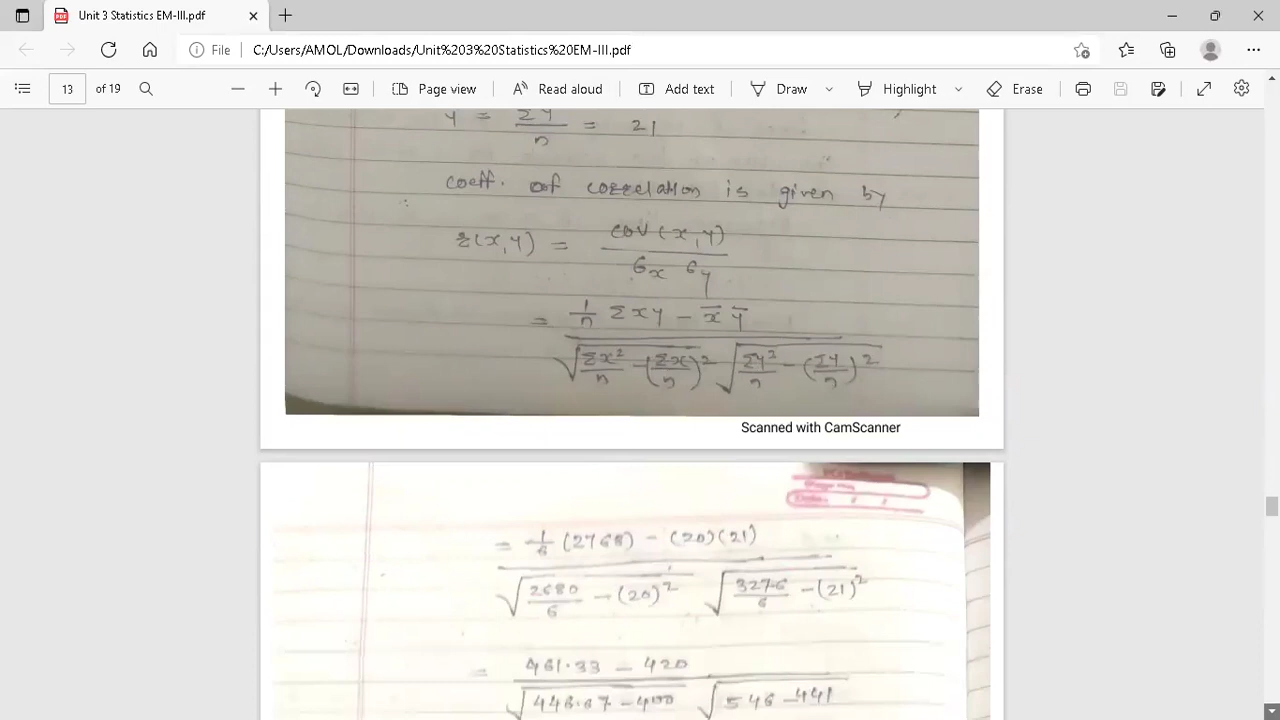 Unit 3 Statistics EM-III.pdf
File C:/Users/AMOL/Downloads/Unit%203%20Statistics%20EM-III.pdf
13 of 19 Page view Read aloud Add text Draw Highlight Erase
y = Σy/n = 21
coeff. of correlation is given by
r(x,y) = cov(x,y) / σx σy
= 1/n Σxy - x̄ ȳ / √(Σx²/n - (Σx/n)²) √(Σy²/n - (Σy/n)²)
Scanned with CamScanner
= 1/6 (2768) - (20)(21) / √(2680/6 - (20)²) √(3276/6 - (21)²)
= 461.33 - 420 / √(446.67 - 400) √(546 - 441)